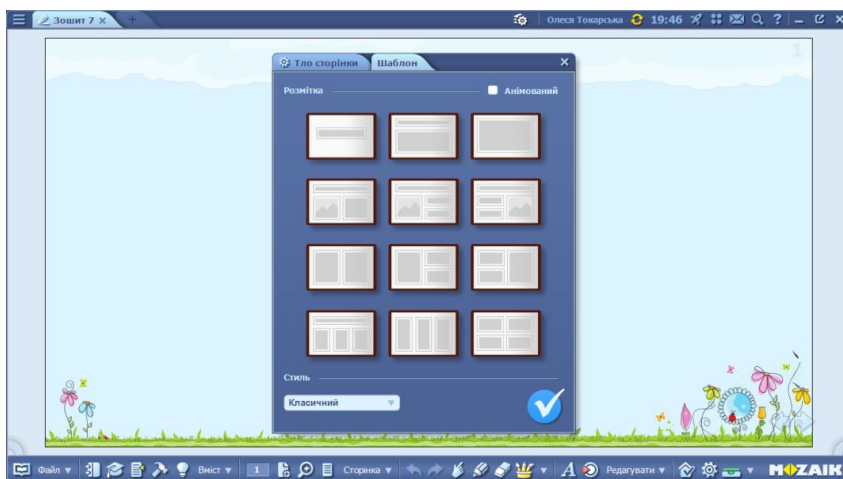 Зошит 7 × +
Олеся Токарська 19:46 ?
1
Тло сторінки Шаблон
Розмітка Анімований
Стиль
Класичний
Файл Вміст 1 Сторінка A Редагувати MOZAIK